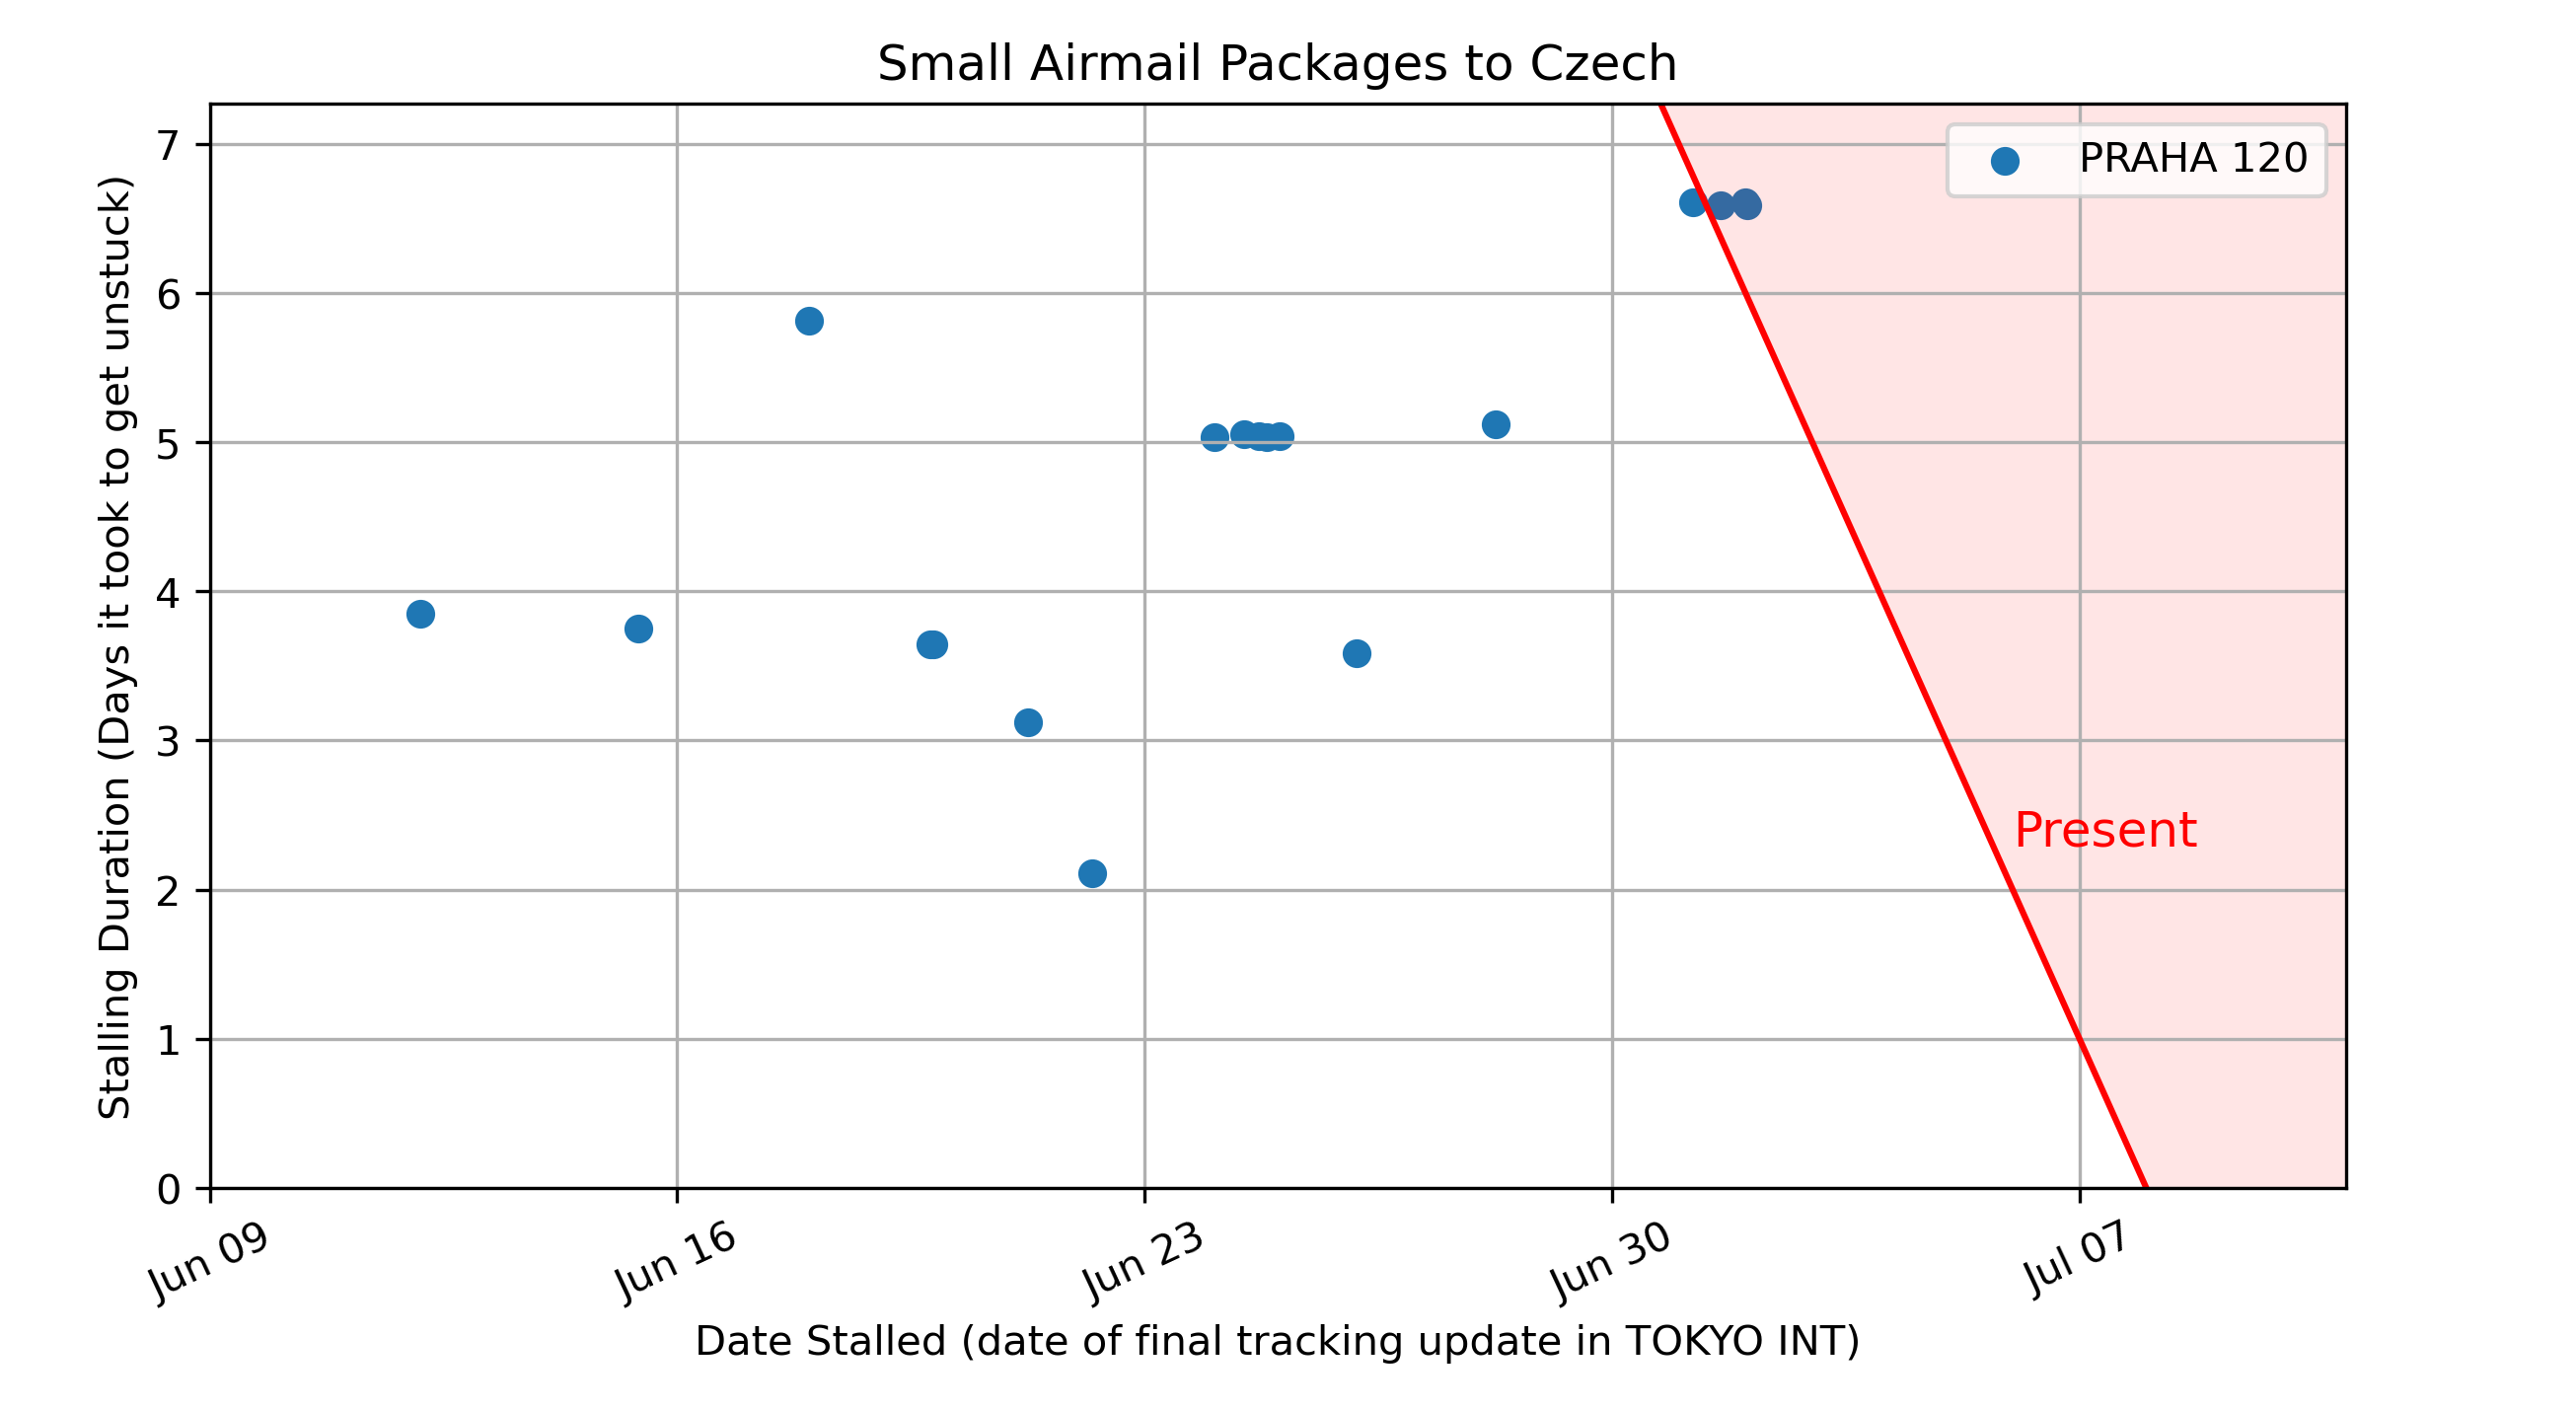 Small Airmail Packages to Czech
Stalling Duration (Days it took to get unstuck)
7
6
5
4
3
2
1
0
PRAHA 120
Present
Jun 09
Jun 16
Jun 23
Jun 30
Jul 07
Date Stalled (date of final tracking update in TOKYO INT)